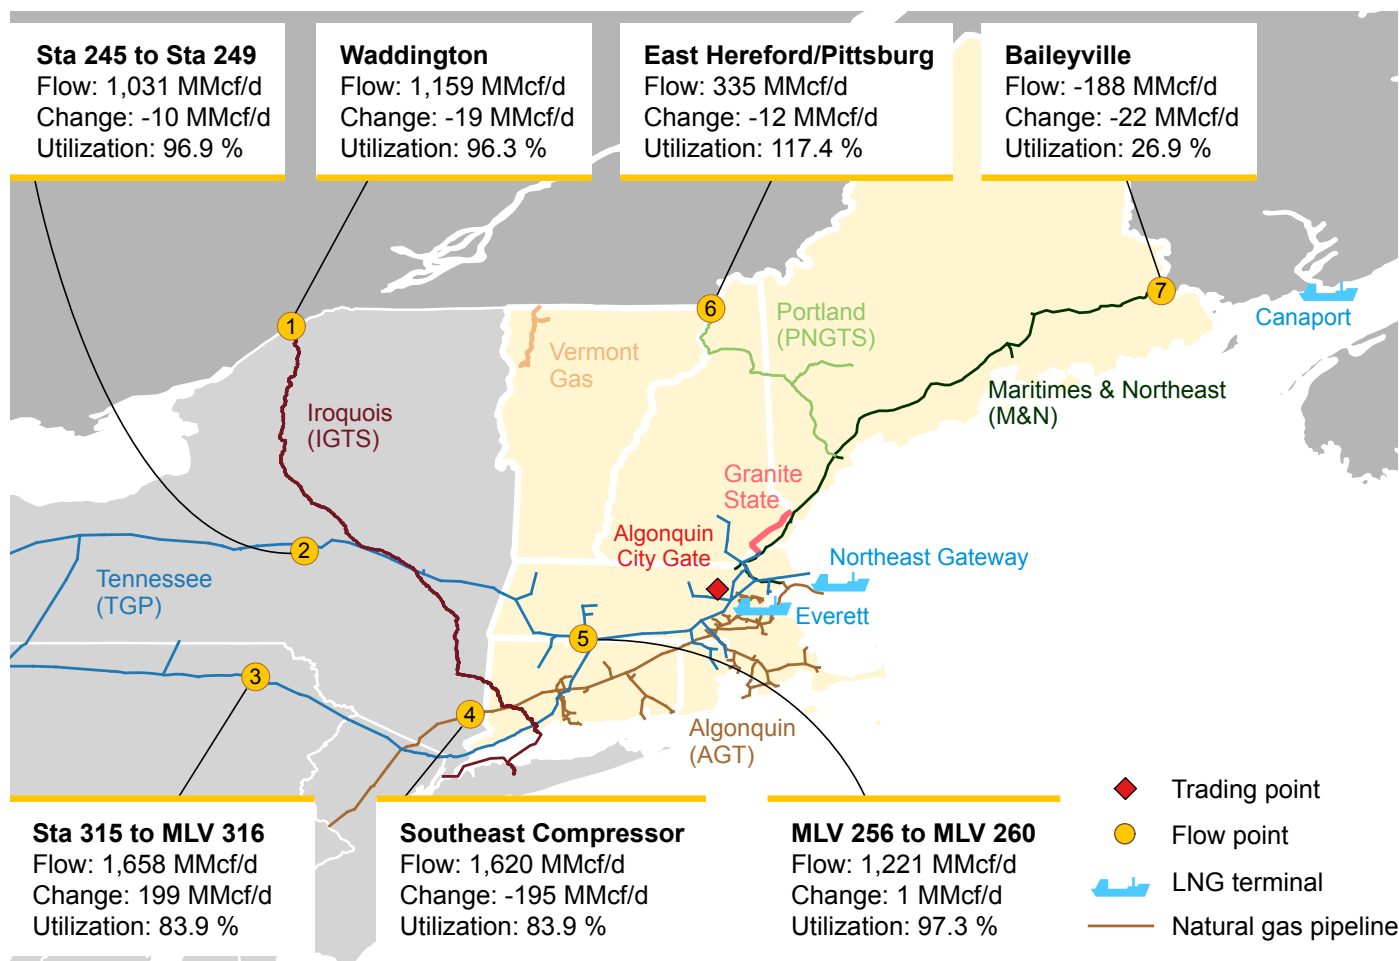 Sta 245 to Sta 249
Flow: 1,031 MMcf/d
Change: -10 MMcf/d
Utilization: 96.9 %
Waddington
Flow: 1,159 MMcf/d
Change: -19 MMcf/d
Utilization: 96.3 %
East Hereford/Pittsburg
Flow: 335 MMcf/d
Change: -12 MMcf/d
Utilization: 117.4 %
Baileyville
Flow: -188 MMcf/d
Change: -22 MMcf/d
Utilization: 26.9 %
7
6
1
Canaport
Portland
(PNGTS)
Vermont
Gas
Maritimes & Northeast
(M&N)
Iroquois
(IGTS)
Granite
State
Algonquin
City Gate
2
Northeast Gateway
Tennessee
(TGP)
Everett
5
3
4
Algonquin
(AGT)
Sta 315 to MLV 316
Flow: 1,658 MMcf/d
Change: 199 MMcf/d
Utilization: 83.9 %
Southeast Compressor
Flow: 1,620 MMcf/d
Change: -195 MMcf/d
Utilization: 83.9 %
MLV 256 to MLV 260
Flow: 1,221 MMcf/d
Change: 1 MMcf/d
Utilization: 97.3 %
Trading point
Flow point
LNG terminal
Natural gas pipeline